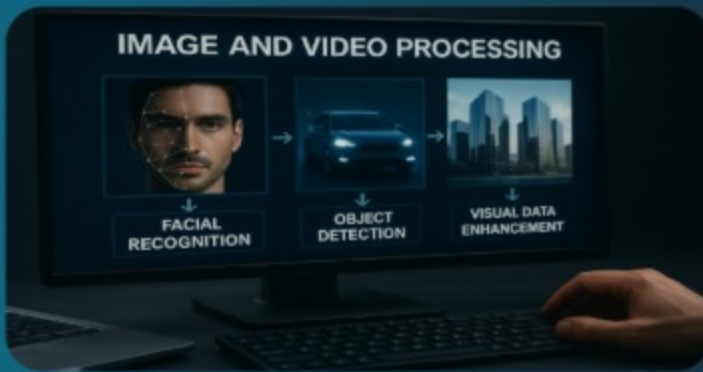 IMAGE AND VIDEO PROCESSING
FACIAL
RECOGNITION
OBJECT
DETECTION
VISUAL DATA
ENHANCEMENT